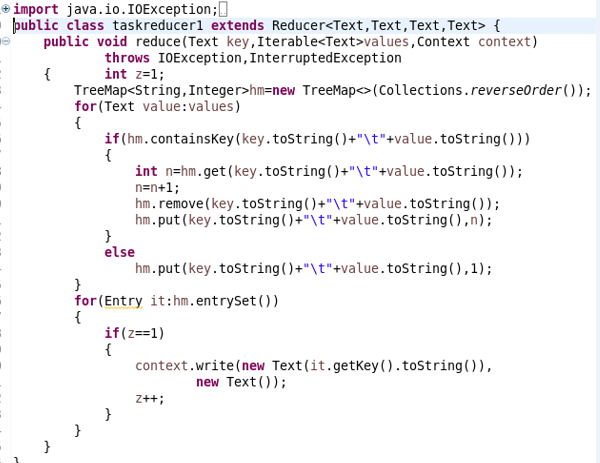 import java.io.IOException;
public class taskreducer1 extends Reducer<Text,Text,Text,Text> {
    public void reduce(Text key,Iterable<Text>values,Context context)
            throws IOException,InterruptedException
    {       int z=1;
        TreeMap<String,Integer>hm=new TreeMap<>(Collections.reverseOrder());
        for(Text value:values)
        {
            if(hm.containsKey(key.toString()+"\t"+value.toString()))
            {
                int n=hm.get(key.toString()+"\t"+value.toString());
                n=n+1;
                hm.remove(key.toString()+"\t"+value.toString());
                hm.put(key.toString()+"\t"+value.toString(),n);
            }
            else
                hm.put(key.toString()+"\t"+value.toString(),1);
        }
        for(Entry it:hm.entrySet())
        {
            if(z==1)
            {
                context.write(new Text(it.getKey().toString()),
                        new Text());
                z++;
            }
        }
    }
}